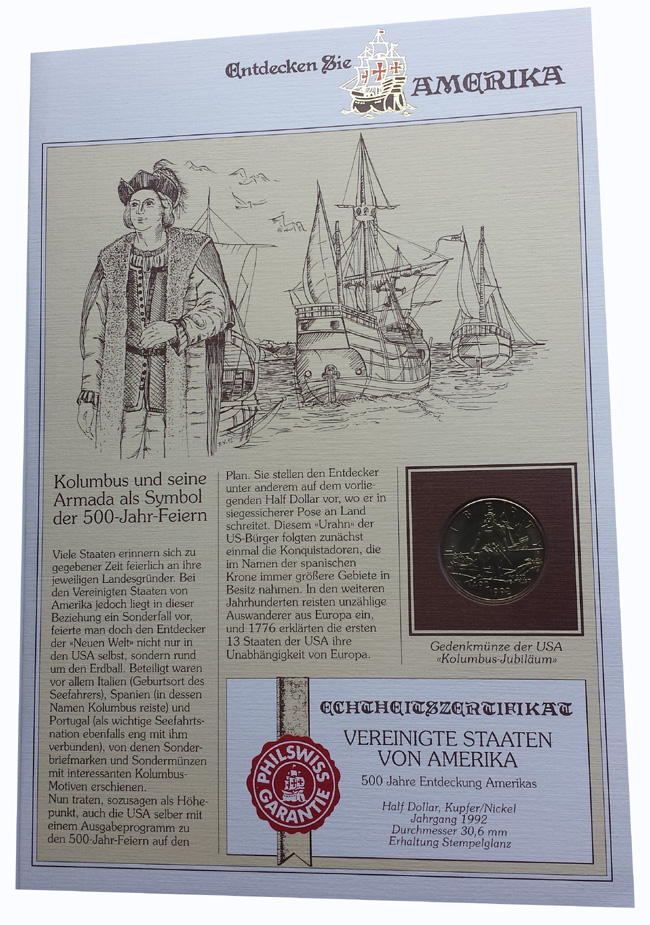 Entdecken Sie
AMERIKA
Kolumbus und seine
Armada als Symbol
der 500-Jahr-Feiern
Viele Staaten erinnern sich zu
gegebener Zeit feierlich an ihre
jeweiligen Landesgründer. Bei
den Vereinigten Staaten von
Amerika jedoch liegt in dieser
Beziehung ein Sonderfall vor,
feierte man doch den Entdecker
der «Neuen Welt» nicht nur in
den USA selbst, sondern rund
um den Erdball. Beteiligt waren
vor allem Italien (Geburtsort des
Seefahrers), Spanien (in dessen
Namen Kolumbus reiste) und
Portugal (als wichtige Seefahrts-
nation ebenfalls eng mit ihm
verbunden), von denen Sonder-
briefmarken und Sondermünzen
mit interessanten Kolumbus-
Motiven erschienen.
Nun traten, sozusagen als Höhe-
punkt, auch die USA selber mit
einem Ausgabeprogramm zu
den 500-Jahr-Feiern auf den
Plan. Sie stellen den Entdecker
unter anderem auf dem vorlie-
genden Half Dollar vor, wo er in
siegessicherer Pose an Land
schreitet. Diesem «Urahn» der
US-Bürger folgten zunächst
einmal die Konquistadoren, die
im Namen der spanischen
Krone immer größere Gebiete in
Besitz nahmen. In den weiteren
Jahrhunderten reisten unzählige
Auswanderer aus Europa ein,
und 1776 erklärten die ersten
13 Staaten der USA ihre
Unabhängigkeit von Europa.
LIBERTY
1992
Gedenkmünze der USA
«Kolumbus-Jubiläum»
ECHTHEITSZERTIFIKAT
VEREINIGTE STAATEN
VON AMERIKA
500 Jahre Entdeckung Amerikas
Half Dollar, Kupfer/Nickel
Jahrgang 1992
Durchmesser 30,6 mm
Erhaltung Stempelglanz
PHILSWISS
GARANTIE